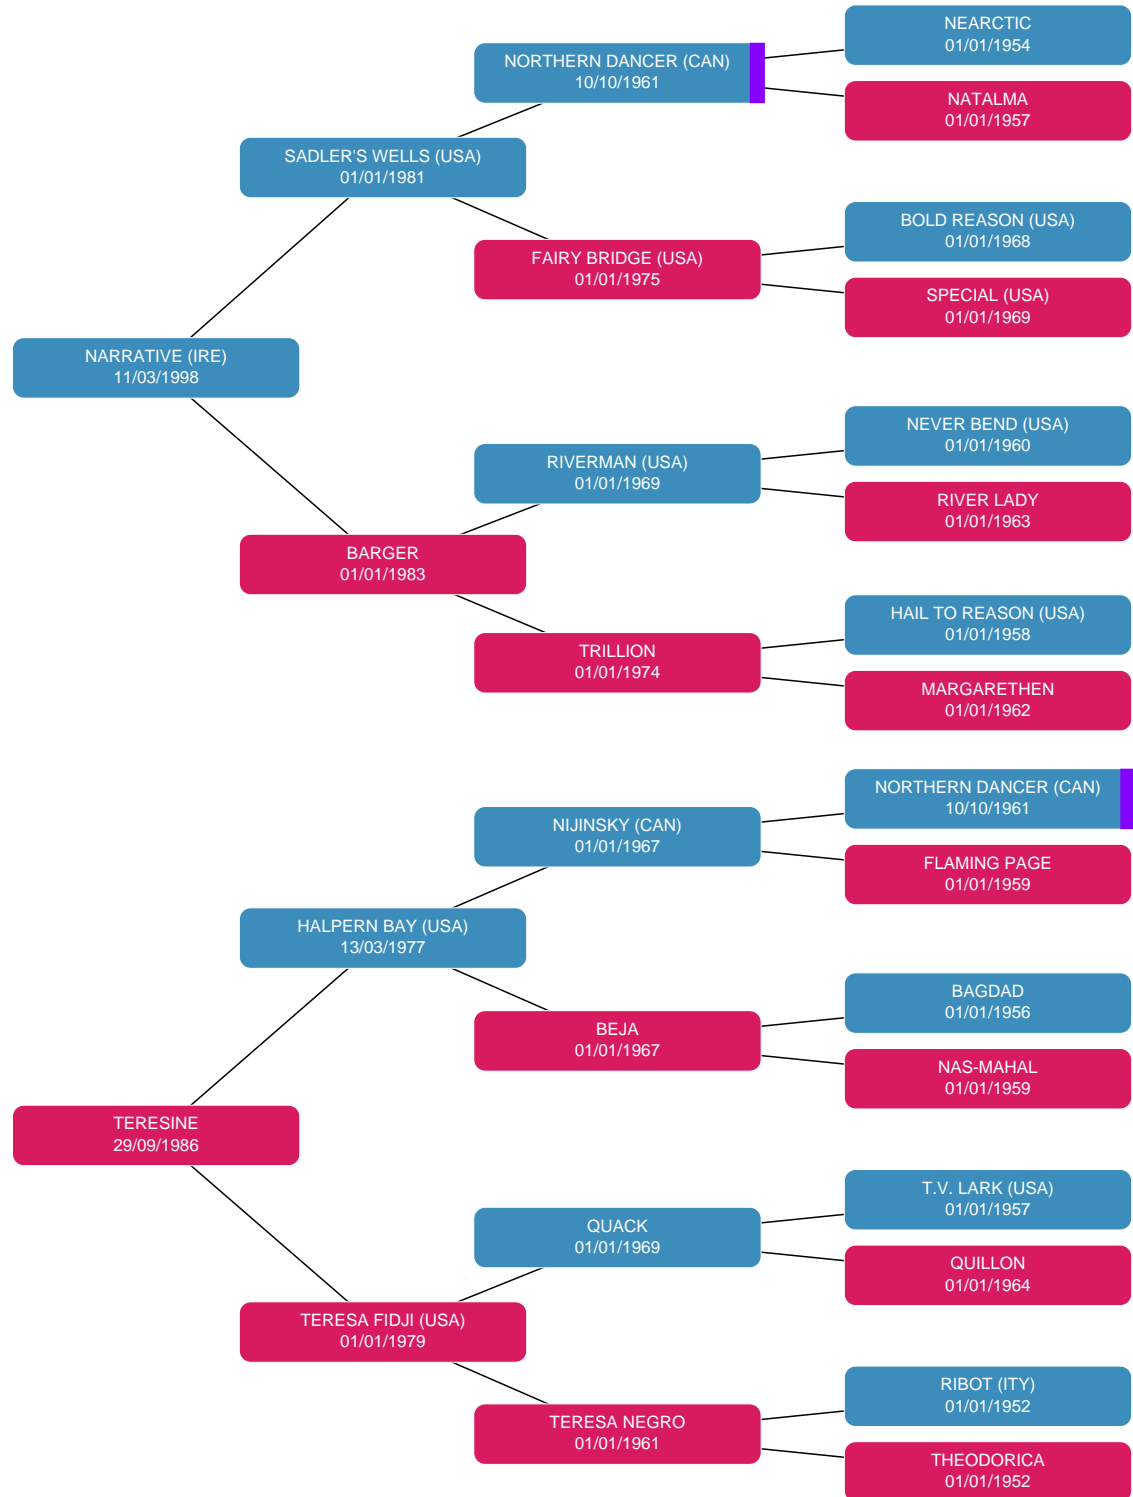 NEARCTIC
01/01/1954
NORTHERN DANCER (CAN)
10/10/1961
NATALMA
01/01/1957
SADLER'S WELLS (USA)
01/01/1981
BOLD REASON (USA)
01/01/1968
FAIRY BRIDGE (USA)
01/01/1975
SPECIAL (USA)
01/01/1969
NARRATIVE (IRE)
11/03/1998
NEVER BEND (USA)
01/01/1960
RIVERMAN (USA)
01/01/1969
RIVER LADY
01/01/1963
BARGER
01/01/1983
HAIL TO REASON (USA)
01/01/1958
TRILLION
01/01/1974
MARGARETHEN
01/01/1962
NORTHERN DANCER (CAN)
10/10/1961
NIJINSKY (CAN)
01/01/1967
FLAMING PAGE
01/01/1959
HALPERN BAY (USA)
13/03/1977
BAGDAD
01/01/1956
BEJA
01/01/1967
NAS-MAHAL
01/01/1959
TERESINE
29/09/1986
T.V. LARK (USA)
01/01/1957
QUACK
01/01/1969
QUILLON
01/01/1964
TERESA FIDJI (USA)
01/01/1979
RIBOT (ITY)
01/01/1952
TERESA NEGRO
01/01/1961
THEODORICA
01/01/1952